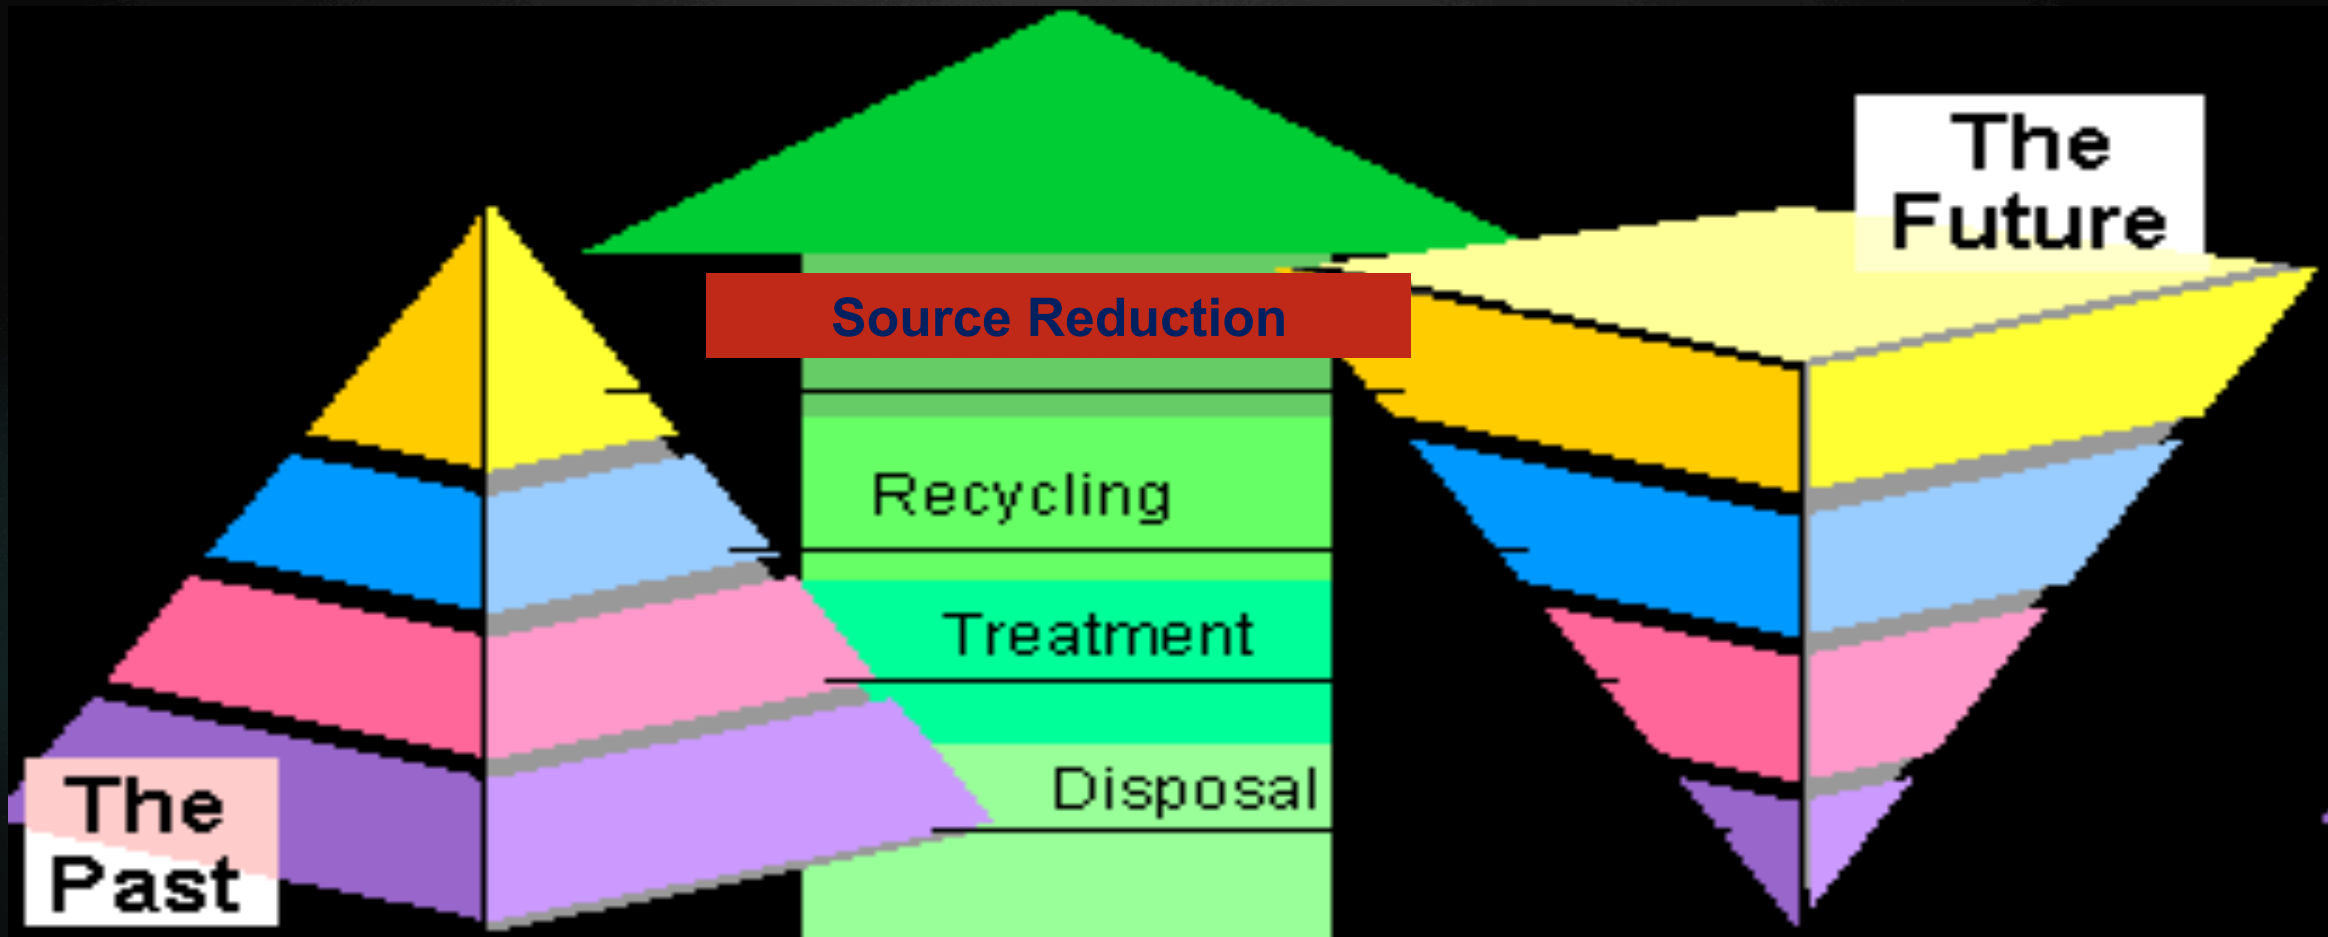 The
Future
Source Reduction
Recycling
Treatment
Disposal
The
Past